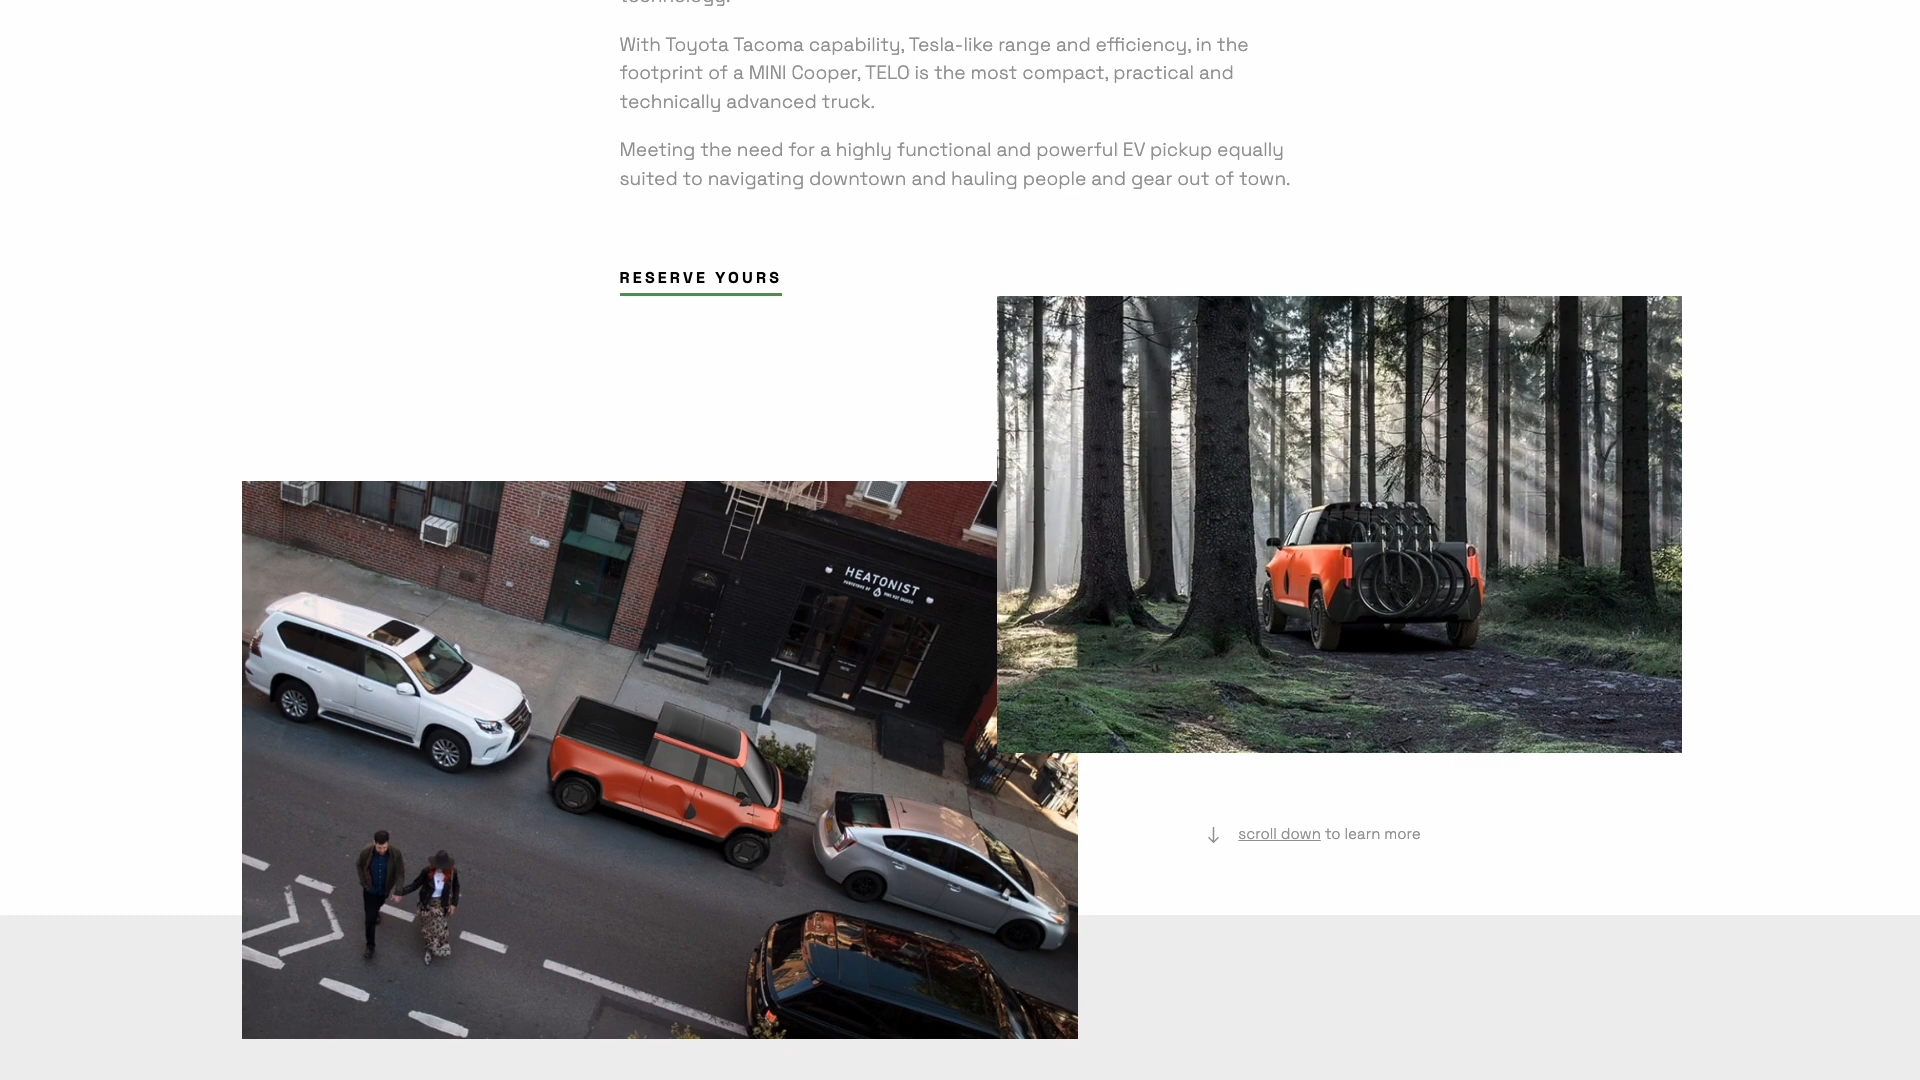 With Toyota Tacoma capability, Tesla-like range and efficiency, in the
footprint of a MINI Cooper, TELO is the most compact, practical and
technically advanced truck.
Meeting the need for a highly functional and powerful EV pickup equally
suited to navigating downtown and hauling people and gear out of town.
RESERVE YOURS
HEATONIST
scroll down to learn more